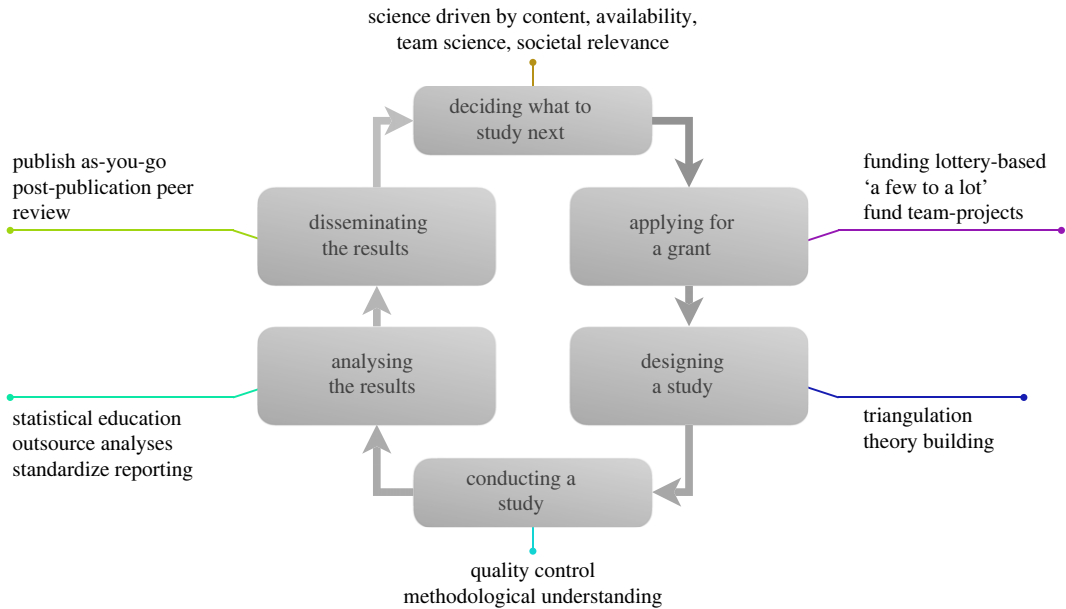 science driven by content, availability,
team science, societal relevance
deciding what to
study next
publish as-you-go
post-publication peer
review
funding lottery-based
‘a few to a lot’
fund team-projects
disseminating
the results
applying for
a grant
analysing
the results
designing
a study
statistical education
outsource analyses
standardize reporting
triangulation
theory building
conducting a
study
quality control
methodological understanding